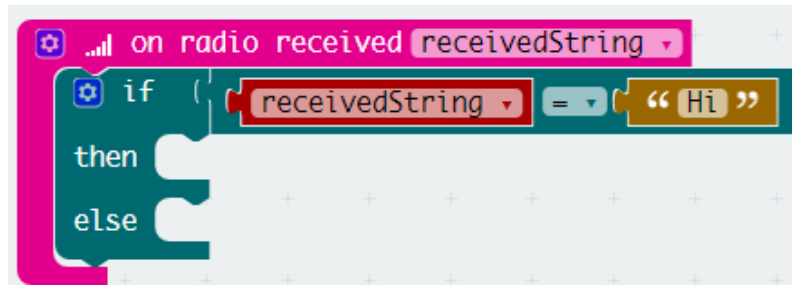 on radio received receivedString
if ( receivedString = “ Hi ”
then
else